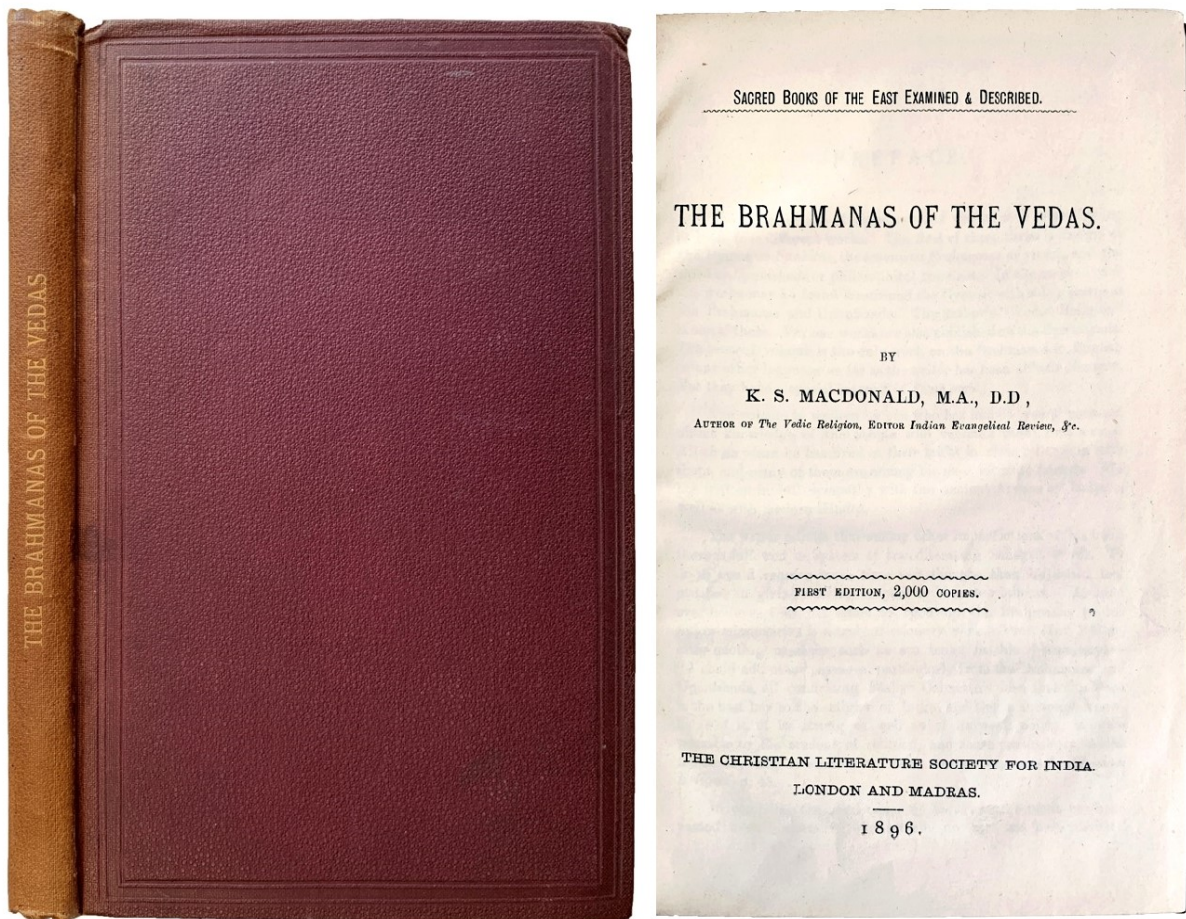 THE BRAHMANAS OF THE VEDAS
SACRED BOOKS OF THE EAST EXAMINED & DESCRIBED.
THE BRAHMANAS OF THE VEDAS.
BY
K. S. MACDONALD, M.A., D.D,
AUTHOR OF The Vedic Religion, EDITOR Indian Evangelical Review, &c.
FIRST EDITION, 2,000 COPIES.
THE CHRISTIAN LITERATURE SOCIETY FOR INDIA.
LONDON AND MADRAS.
1896.